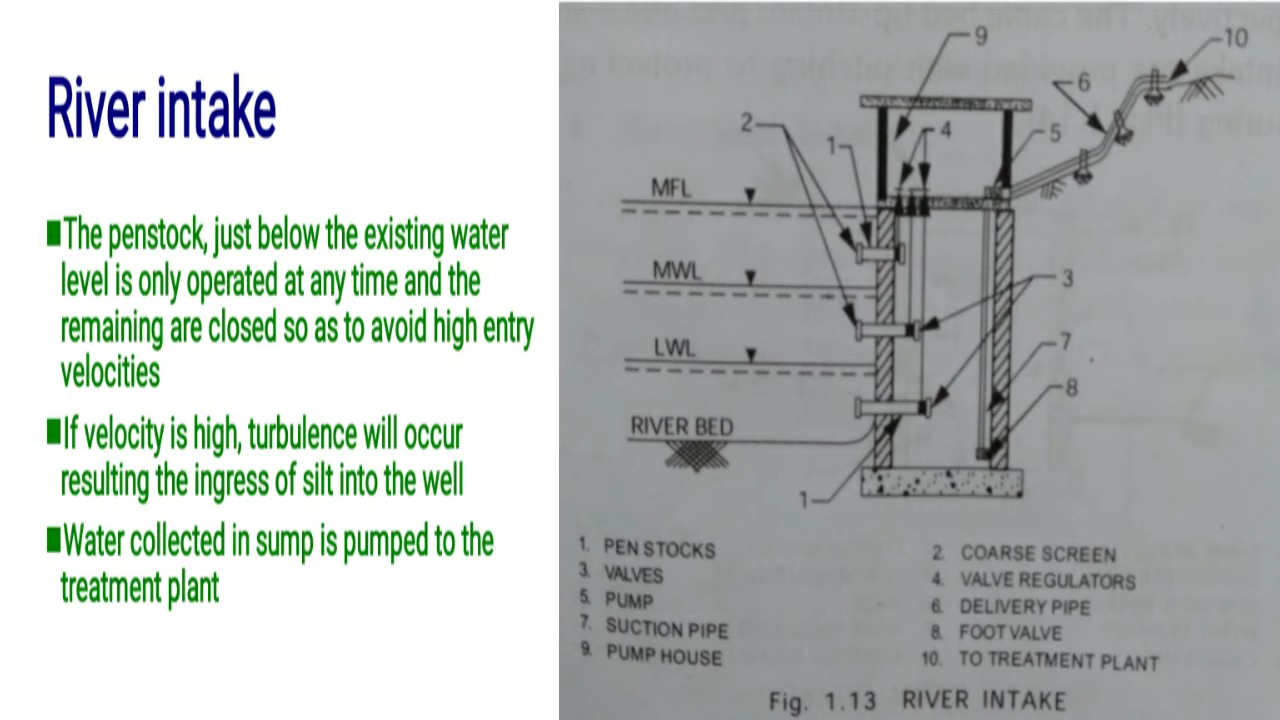 River intake
■The penstock, just below the existing water
level is only operated at any time and the
remaining are closed so as to avoid high entry
velocities
■If velocity is high, turbulence will occur
resulting the ingress of silt into the well
■Water collected in sump is pumped to the
treatment plant
9
10
6
2
1
4
5
MFL
MWL
3
LWL
7
8
RIVER BED
1
1. PEN STOCKS
2. COARSE SCREEN
3. VALVES
4. VALVE REGULATORS
5. PUMP
6. DELIVERY PIPE
7. SUCTION PIPE
8. FOOT VALVE
9. PUMP HOUSE
10. TO TREATMENT PLANT
Fig. 1.13 RIVER INTAKE